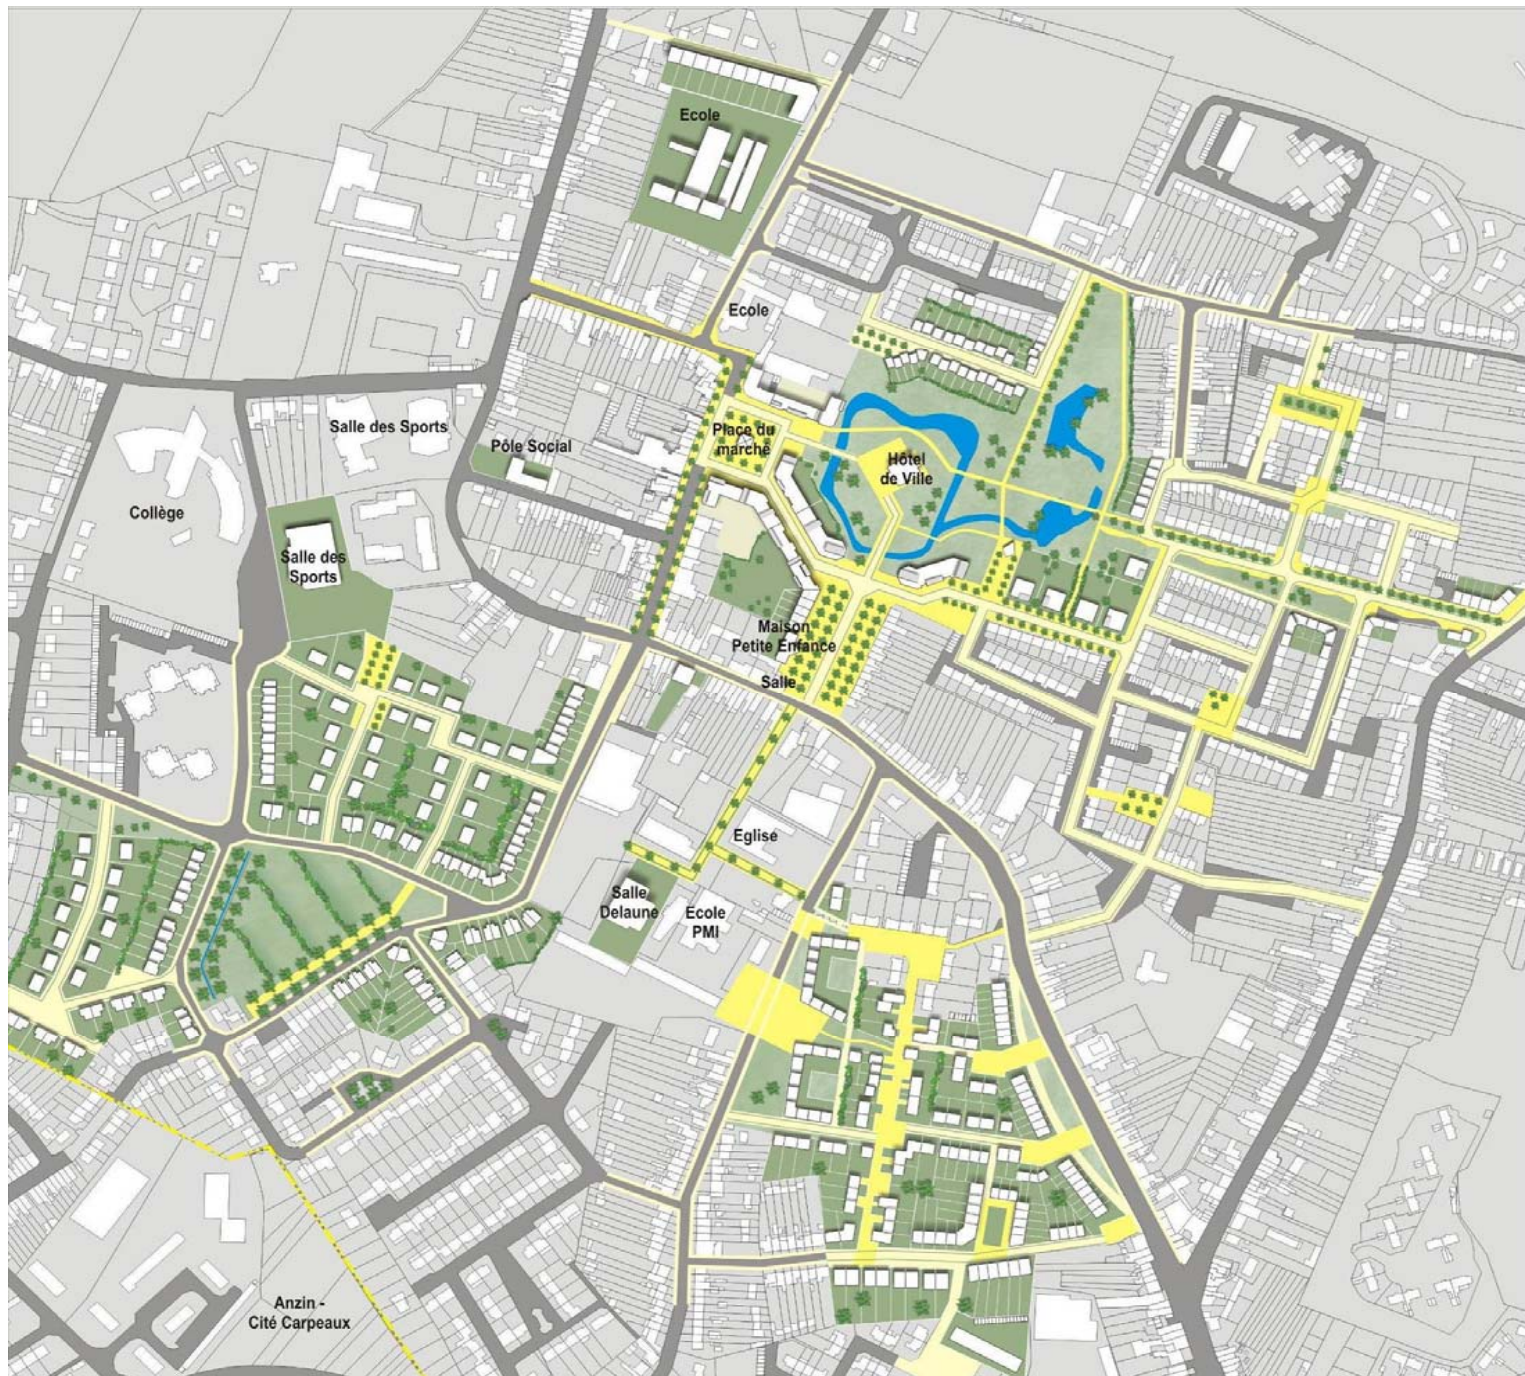 Ecole
Ecole
Place du
marché
Salle des Sports
Pôle Social
Hôtel
de Ville
Collège
Salle des
Sports
Maison
Petite Enfance
Salle
Eglise
Salle
Delaune
Ecole
PMI
Anzin -
Cité Carpeaux